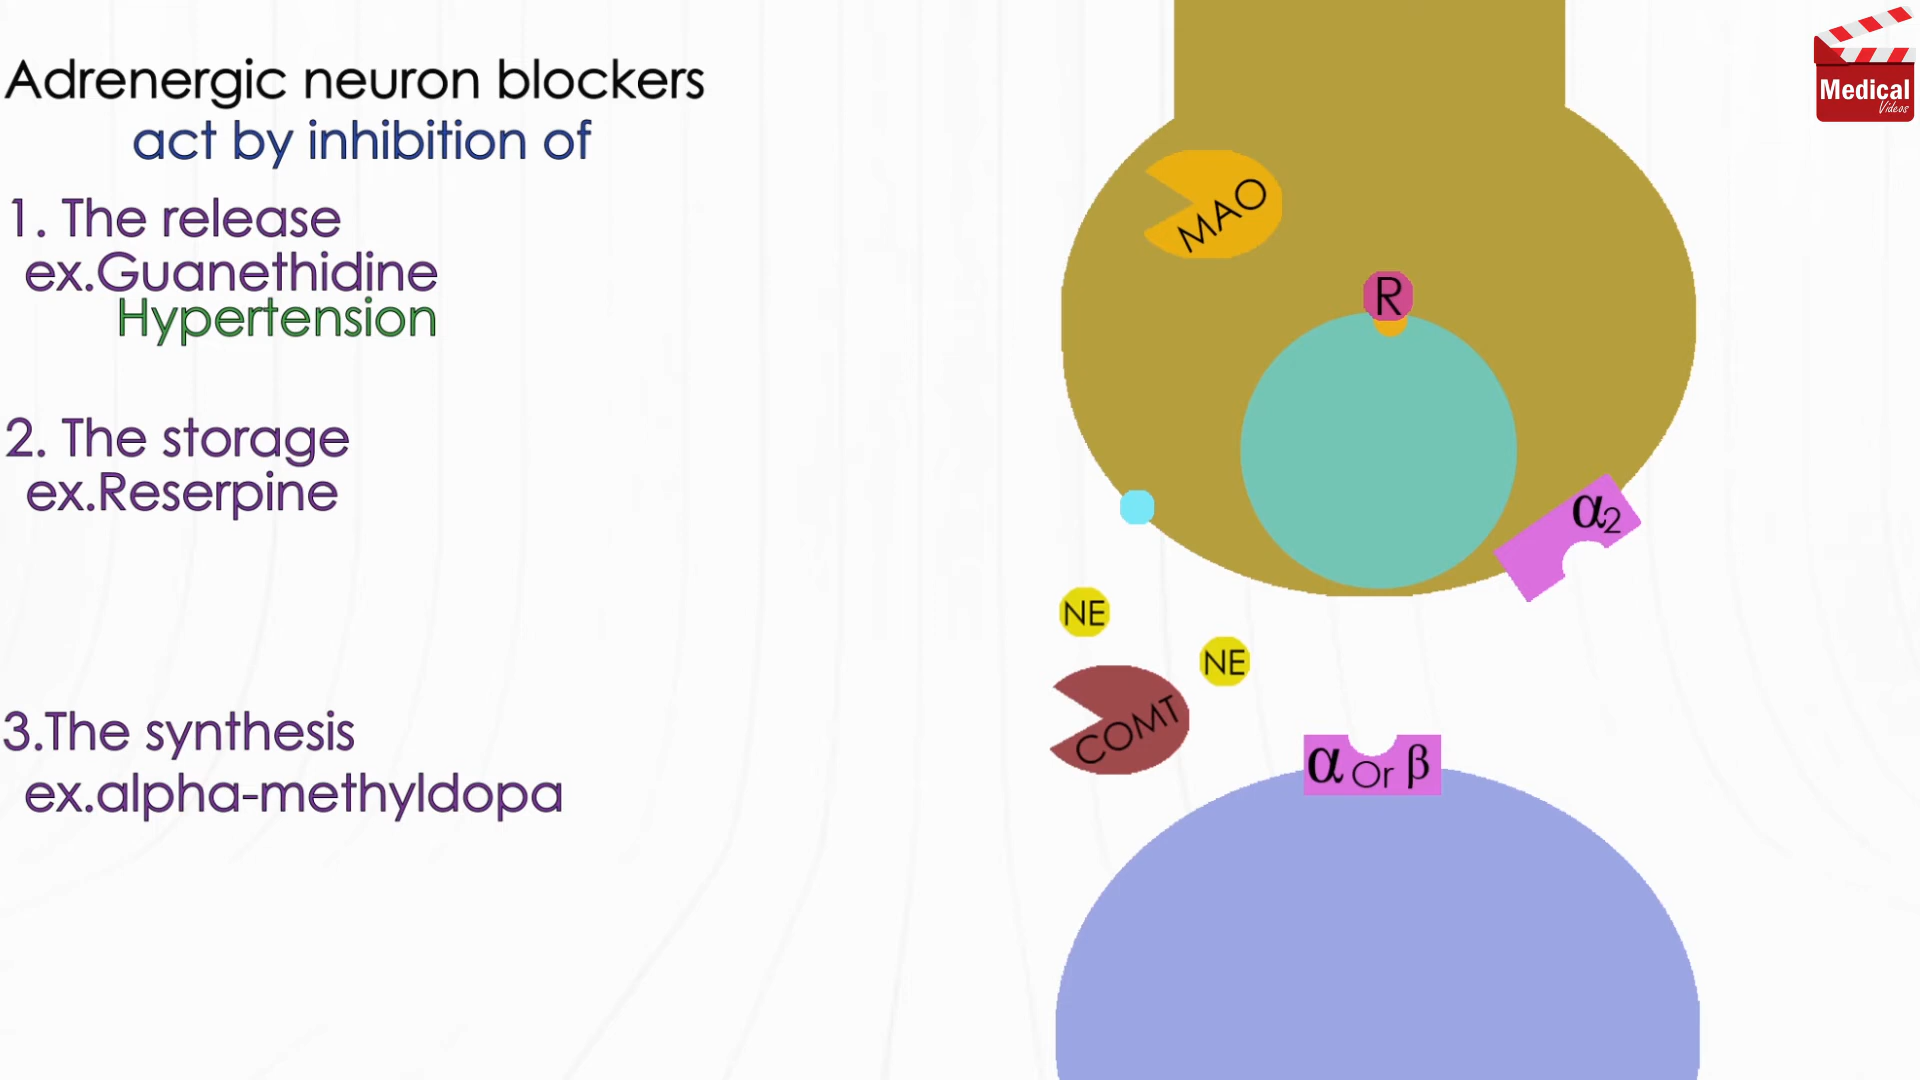 Adrenergic neuron blockers
act by inhibition of
1. The release
ex.Guanethidine
Hypertension
2. The storage
ex.Reserpine
3.The synthesis
ex.alpha-methyldopa
MAO
R
α2
NE
NE
COMT
α Or β
Medical
Videos